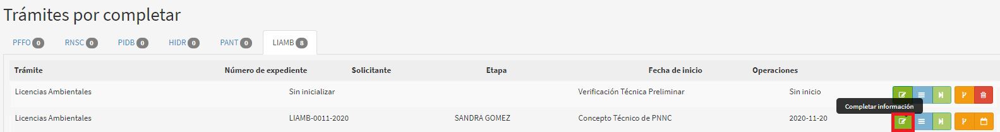 Trámites por completar
PFFO 0 RNSC 0 PIDB 0 HIDR 0 PANT 0 LIAMB 8
Trámite Número de expediente Solicitante Etapa Fecha de inicio Operaciones
Licencias Ambientales Sin inicializar Verificación Técnica Preliminar Sin inicio
Completar información
Licencias Ambientales LIAMB-0011-2020 SANDRA GOMEZ Concepto Técnico de PNNC 2020-11-20